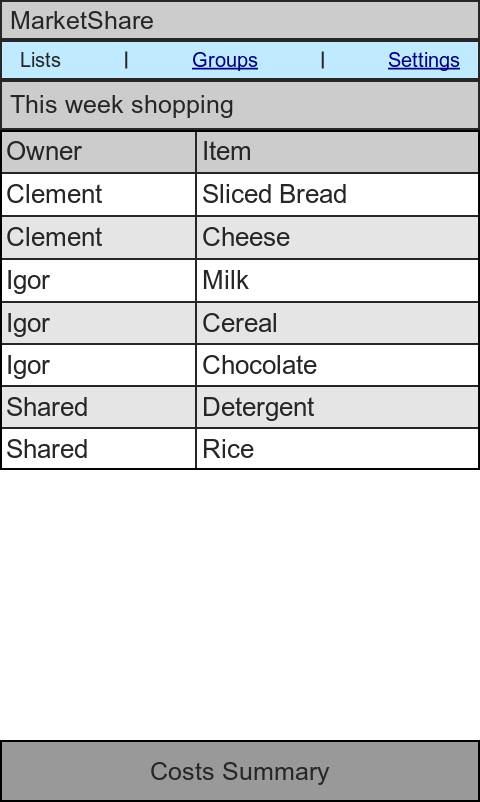 MarketShare
Lists | Groups | Settings
This week shopping
Owner Item
Clement Sliced Bread
Clement Cheese
Igor Milk
Igor Cereal
Igor Chocolate
Shared Detergent
Shared Rice
Costs Summary